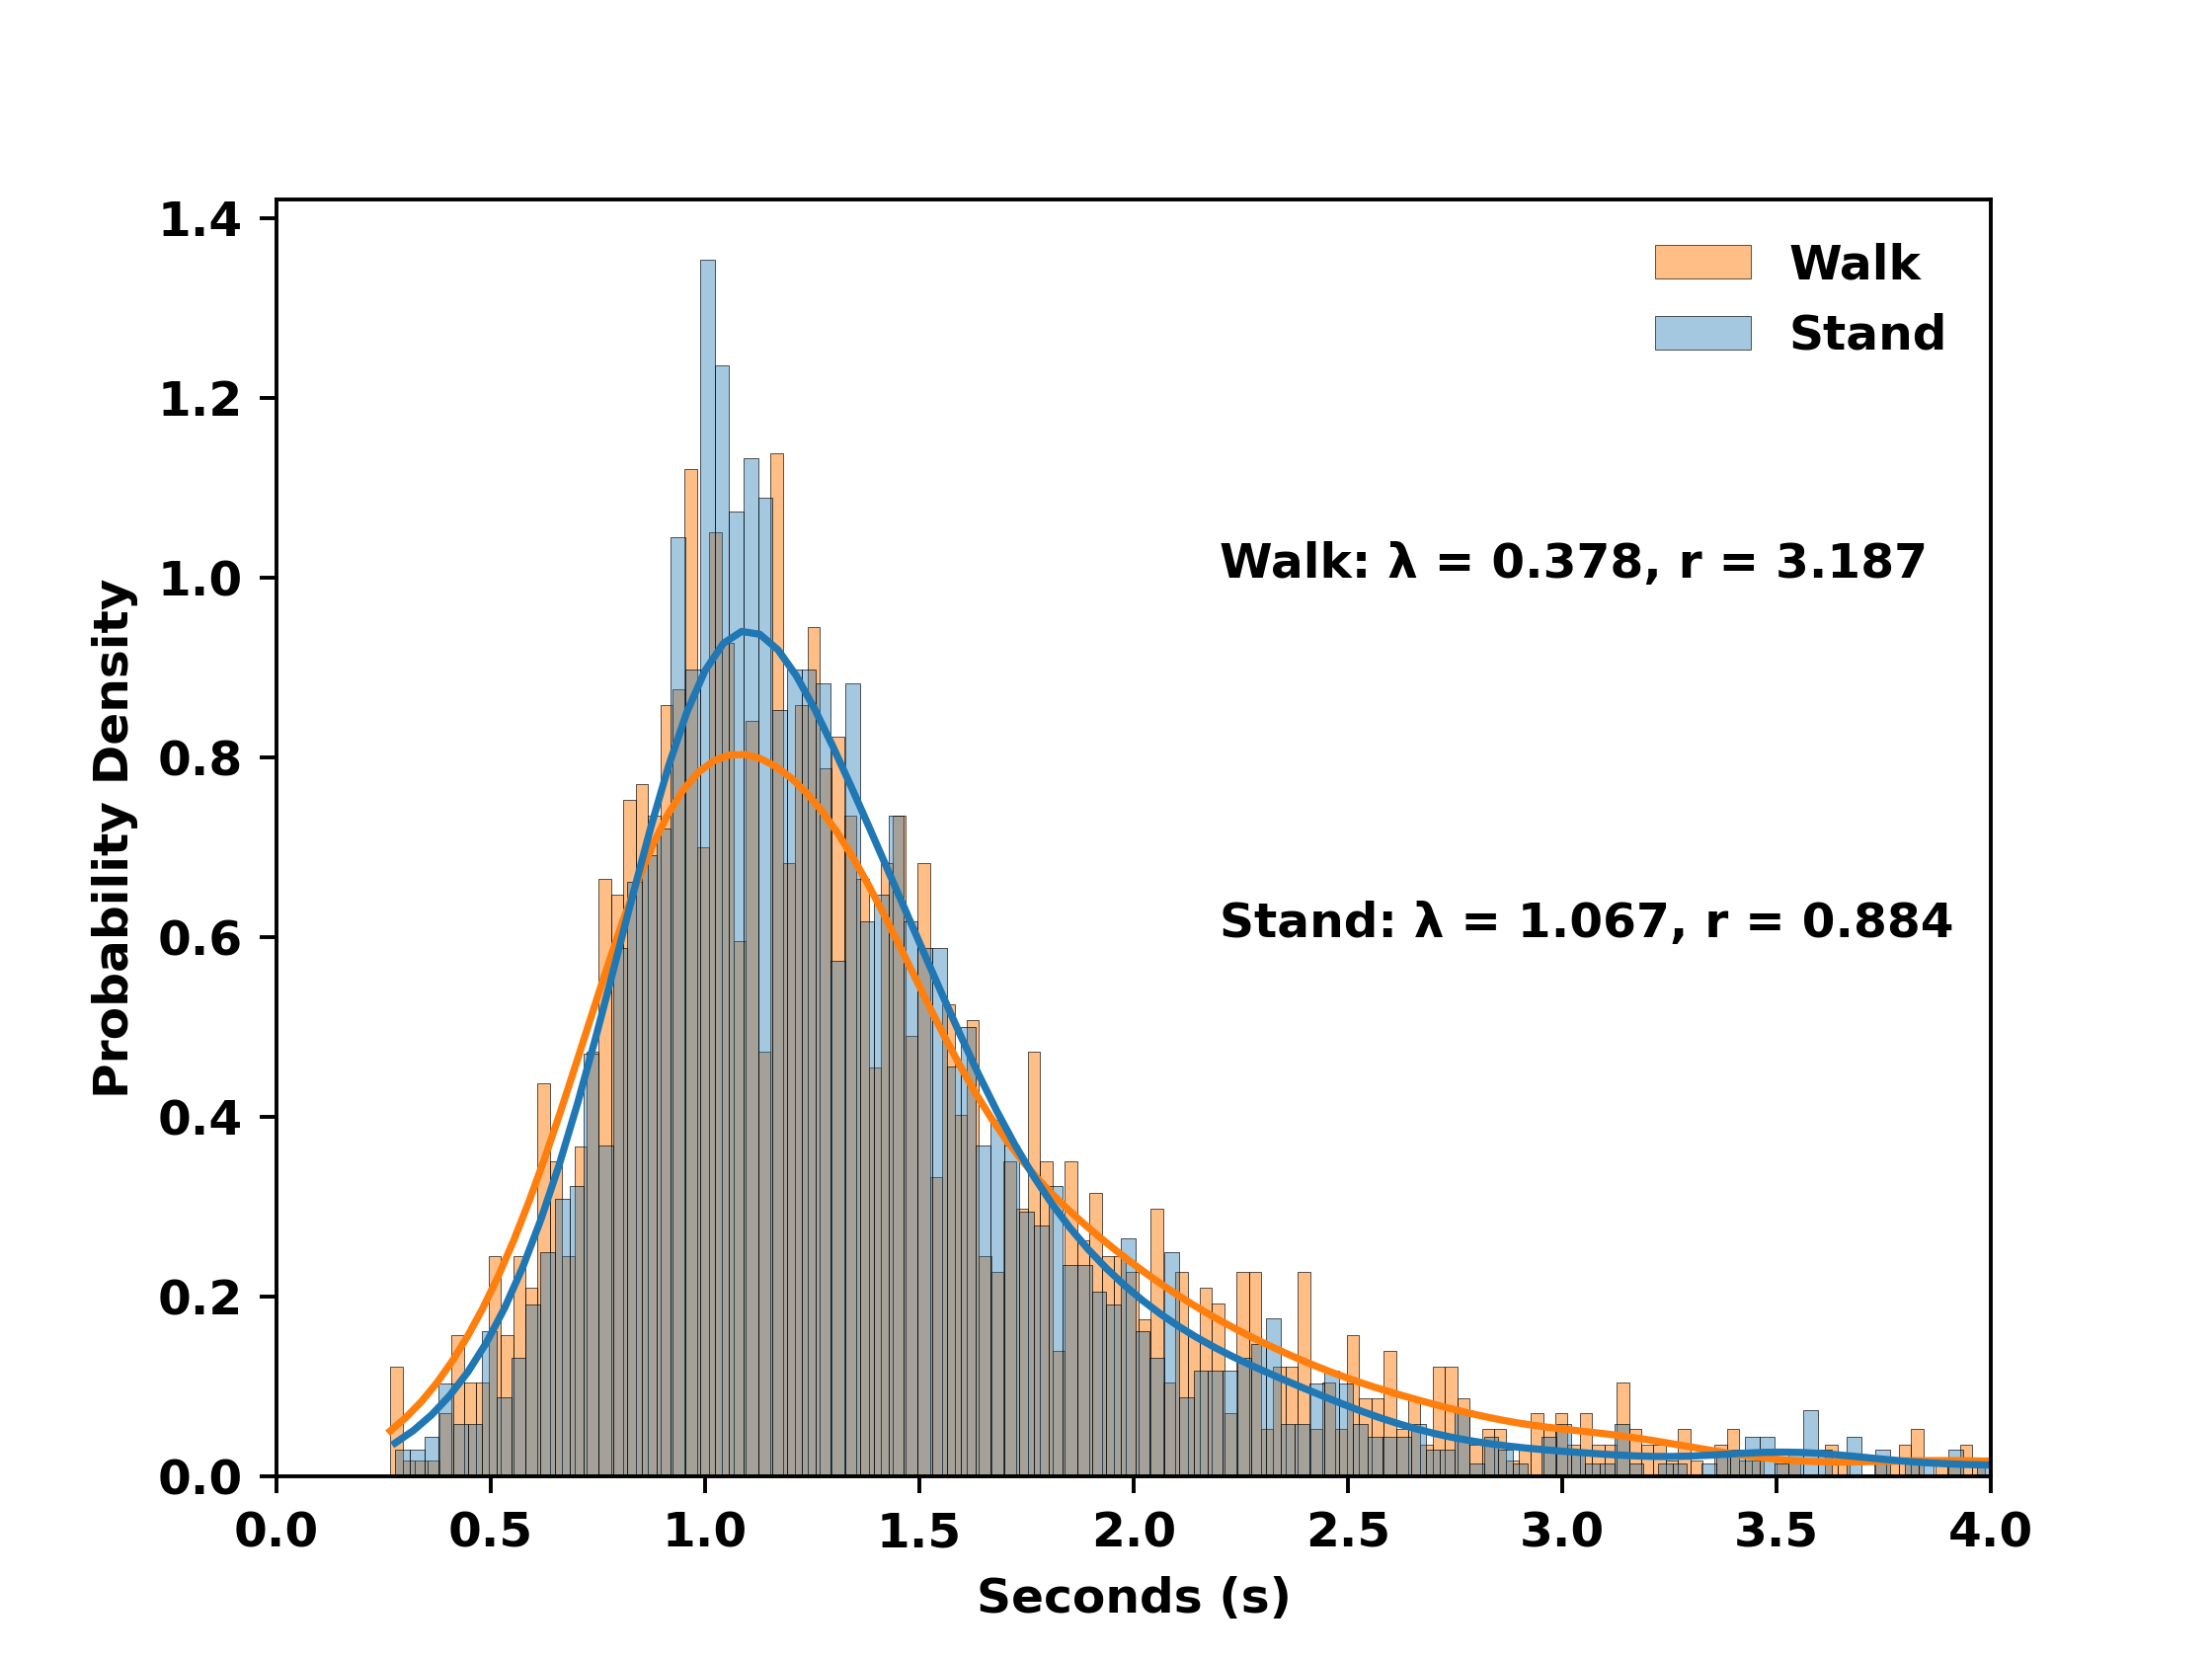 Walk
Stand
Walk: λ = 0.378, r = 3.187
Stand: λ = 1.067, r = 0.884
Probability Density
1.4
1.2
1.0
0.8
0.6
0.4
0.2
0.0
0.0 0.5 1.0 1.5 2.0 2.5 3.0 3.5 4.0
Seconds (s)